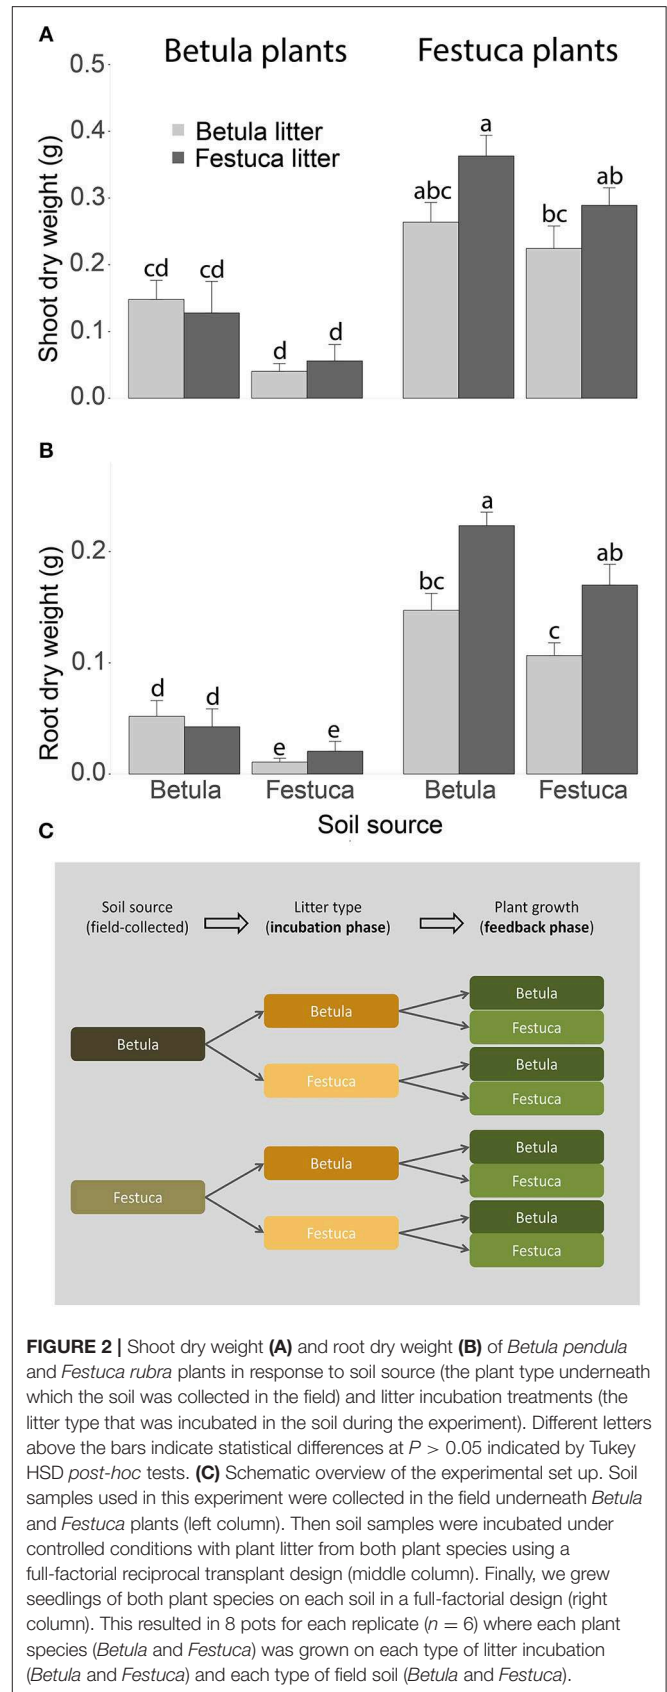 A
Betula plants Festuca plants
0.5
Betula litter
Festuca litter
0.4
0.3
0.2
0.1
0.0
Shoot dry weight (g)
cd cd d d abc a bc ab
B
0.2
0.1
0.0
Root dry weight (g)
d d e e bc a c ab
Betula Festuca Betula Festuca
Soil source
C
Soil source Litter type Plant growth
(field-collected) (incubation phase) (feedback phase)
Betula
Betula
Betula
Festuca
Festuca
Betula
Festuca
Festuca
Betula
Betula
Festuca
Festuca
Betula
Festuca
FIGURE 2 | Shoot dry weight (A) and root dry weight (B) of Betula pendula
and Festuca rubra plants in response to soil source (the plant type underneath
which the soil was collected in the field) and litter incubation treatments (the
litter type that was incubated in the soil during the experiment). Different letters
above the bars indicate statistical differences at P > 0.05 indicated by Tukey
HSD post-hoc tests. (C) Schematic overview of the experimental set up. Soil
samples used in this experiment were collected in the field underneath Betula
and Festuca plants (left column). Then soil samples were incubated under
controlled conditions with plant litter from both plant species using a
full-factorial reciprocal transplant design (middle column). Finally, we grew
seedlings of both plant species on each soil in a full-factorial design (right
column). This resulted in 8 pots for each replicate (n = 6) where each plant
species (Betula and Festuca) was grown on each type of litter incubation
(Betula and Festuca) and each type of field soil (Betula and Festuca).